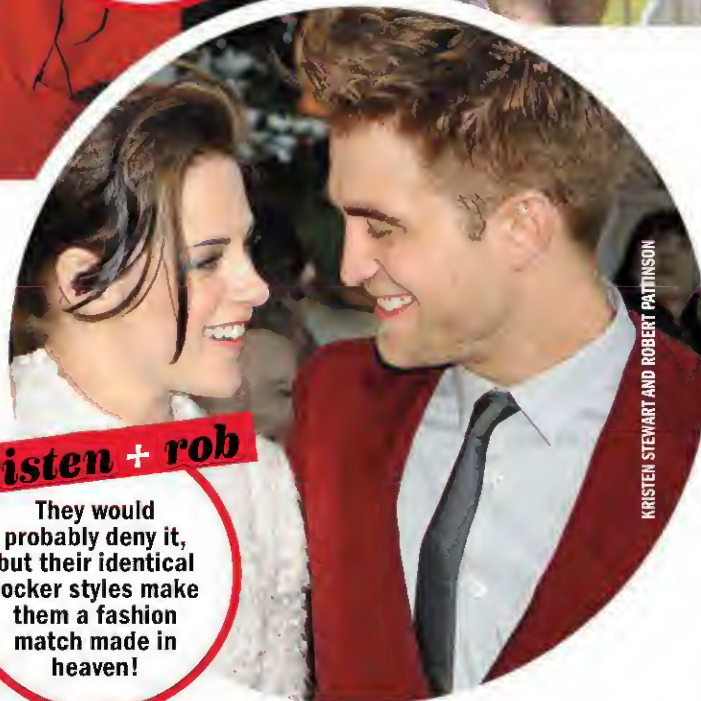 isten + rob
They would
probably deny it,
but their identical
ocker styles make
them a fashion
match made in
heaven!
KRISTEN STEWART AND ROBERT PATTINSON